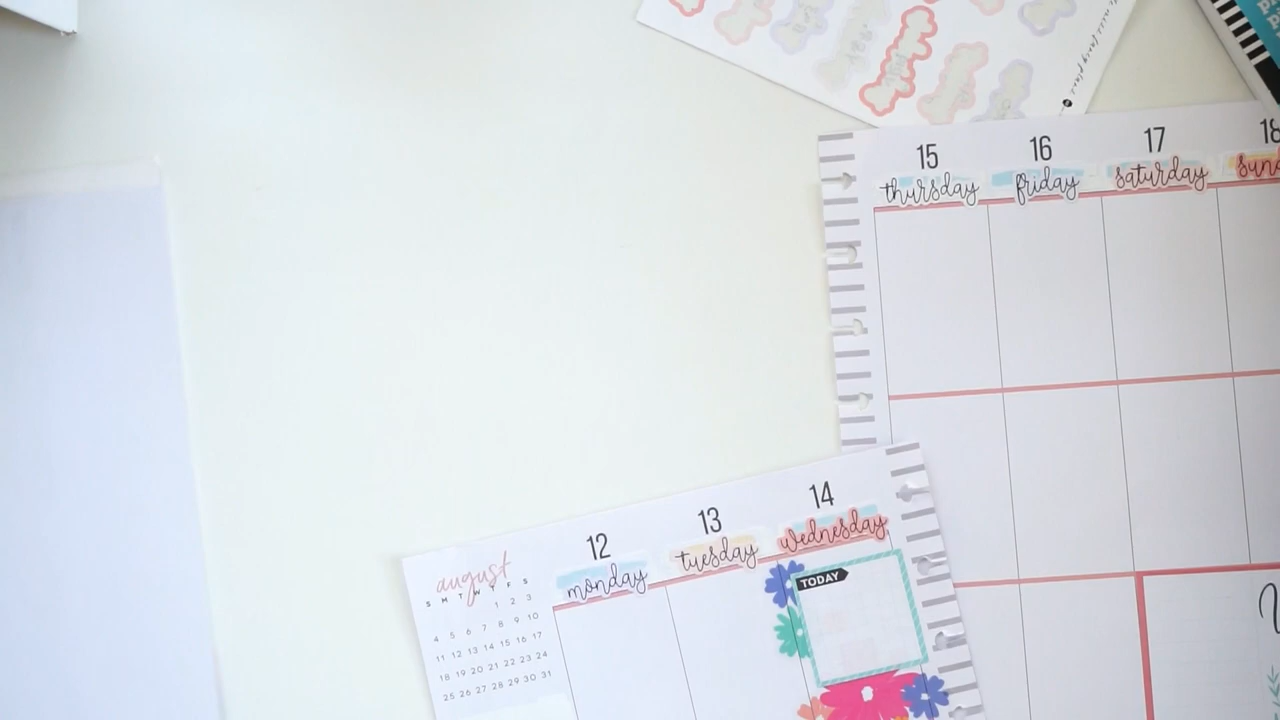 15 16 17 18
thursday friday saturday
12 13 14
monday tuesday wednesday
august
S M T W T F S
1 2 3
4 5 6 7 8 9 10
11 12 13 14 15 16 17
18 19 20 21 22 23 24
25 26 27 28 29 30 31
TODAY